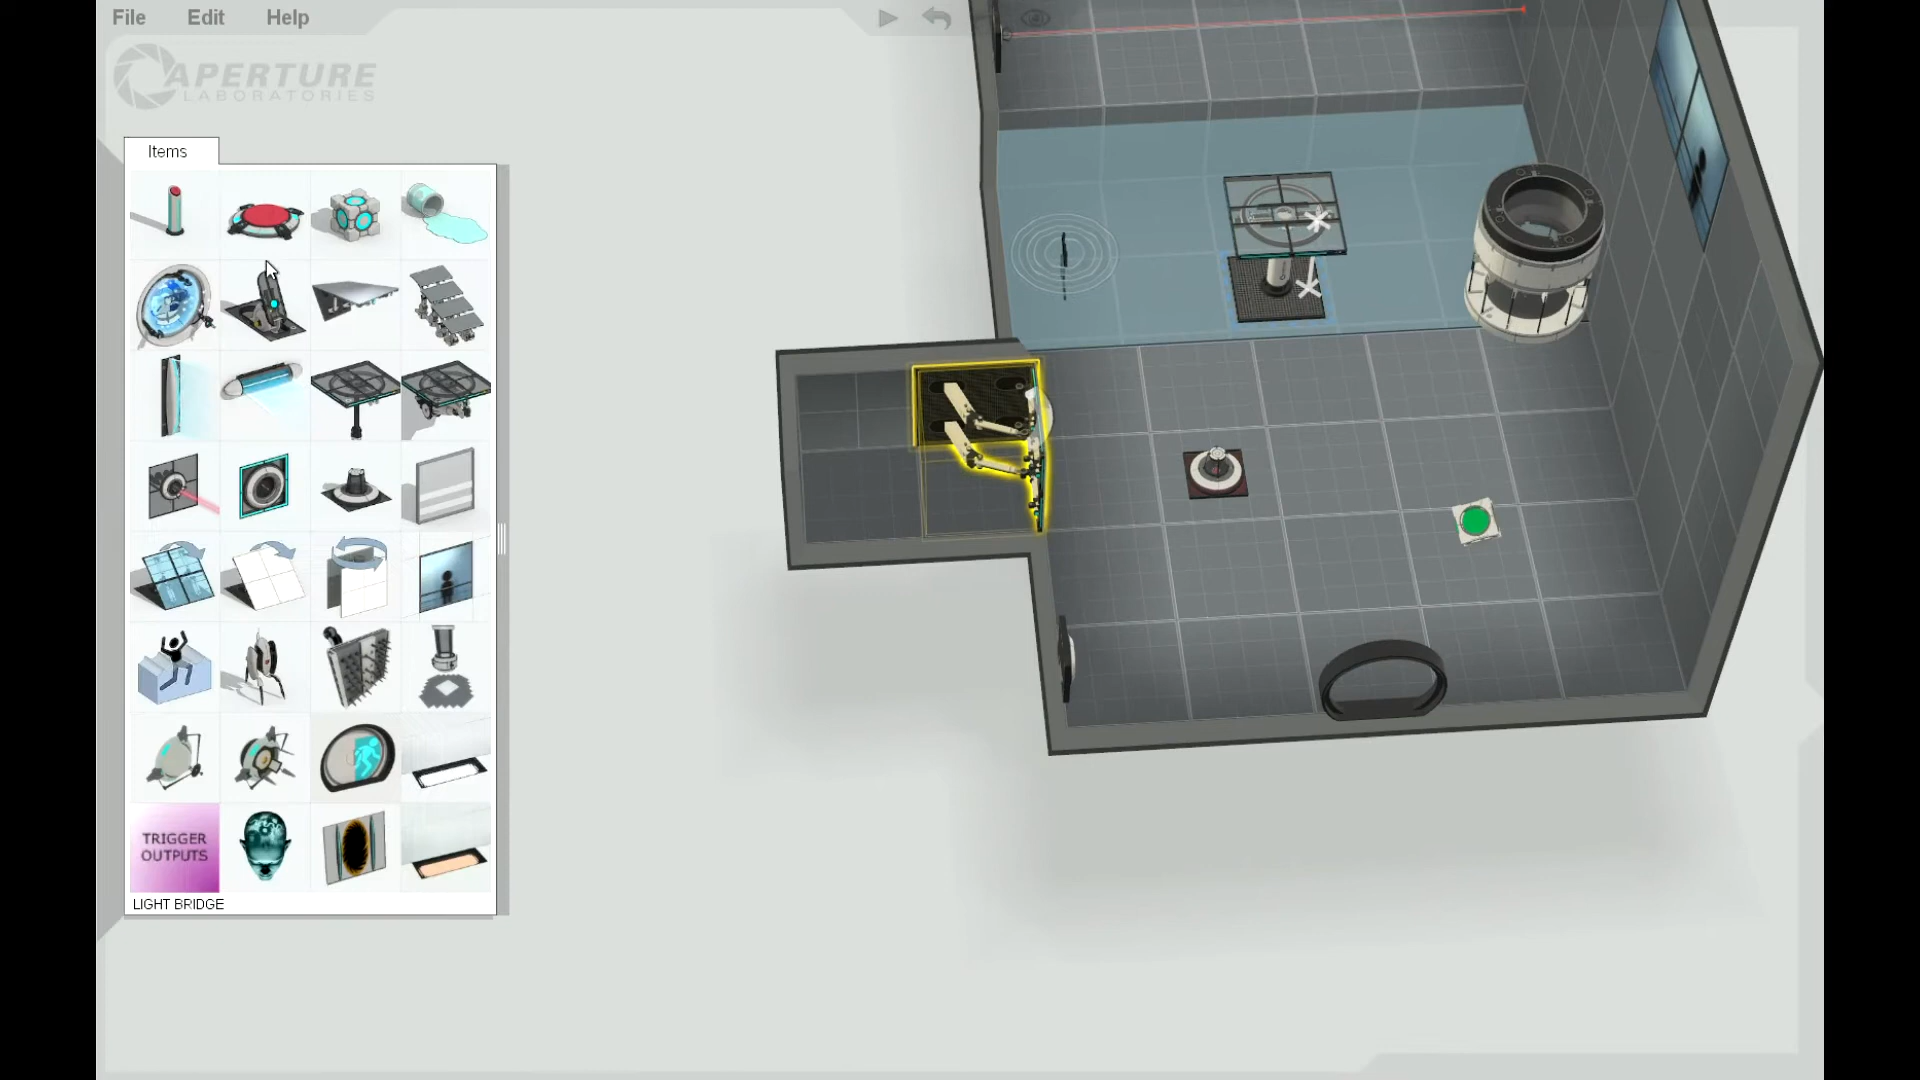 File Edit Help
APERTURE
LABORATORIES
Items
TRIGGER
OUTPUTS
LIGHT BRIDGE